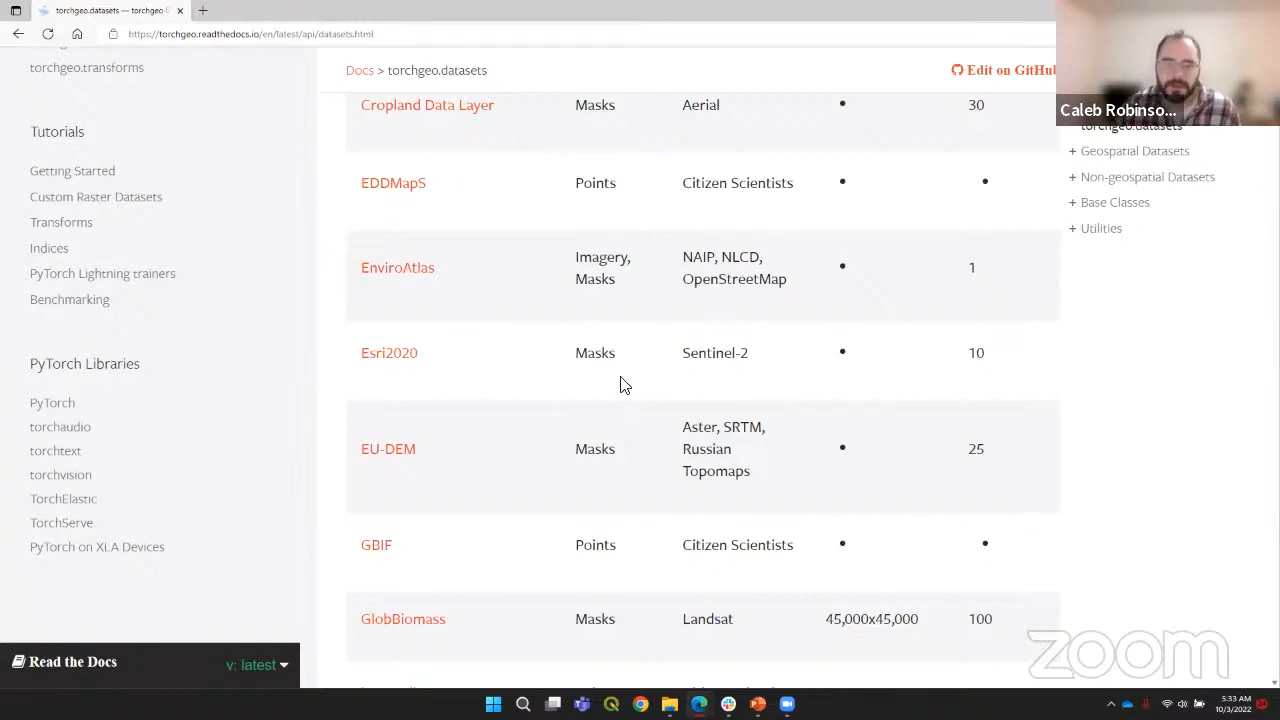 torchgeo.datasets — torchGeo 0
https://torchgeo.readthedocs.io/en/latest/api/datasets.html
torchgeo.transforms
Tutorials
Getting Started
Custom Raster Datasets
Transforms
Indices
PyTorch Lightning trainers
Benchmarking
PyTorch Libraries
PyTorch
torchaudio
torchtext
torchvision
TorchElastic
TorchServe
PyTorch on XLA Devices
Read the Docs
v: latest
Docs > torchgeo.datasets
Edit on GitHub
Cropland Data Layer Masks Aerial • 30
EDDMapS Points Citizen Scientists • •
EnviroAtlas Imagery, Masks NAIP, NLCD, OpenStreetMap • 1
Esri2020 Masks Sentinel-2 • 10
EU-DEM Masks Aster, SRTM, Russian Topomaps • 25
GBIF Points Citizen Scientists • •
GlobBiomass Masks Landsat 45,000x45,000 100
Caleb Robinso...
torchgeo.datasets
+ Geospatial Datasets
+ Non-geospatial Datasets
+ Base Classes
+ Utilities
zoom
5:33 AM
10/3/2022